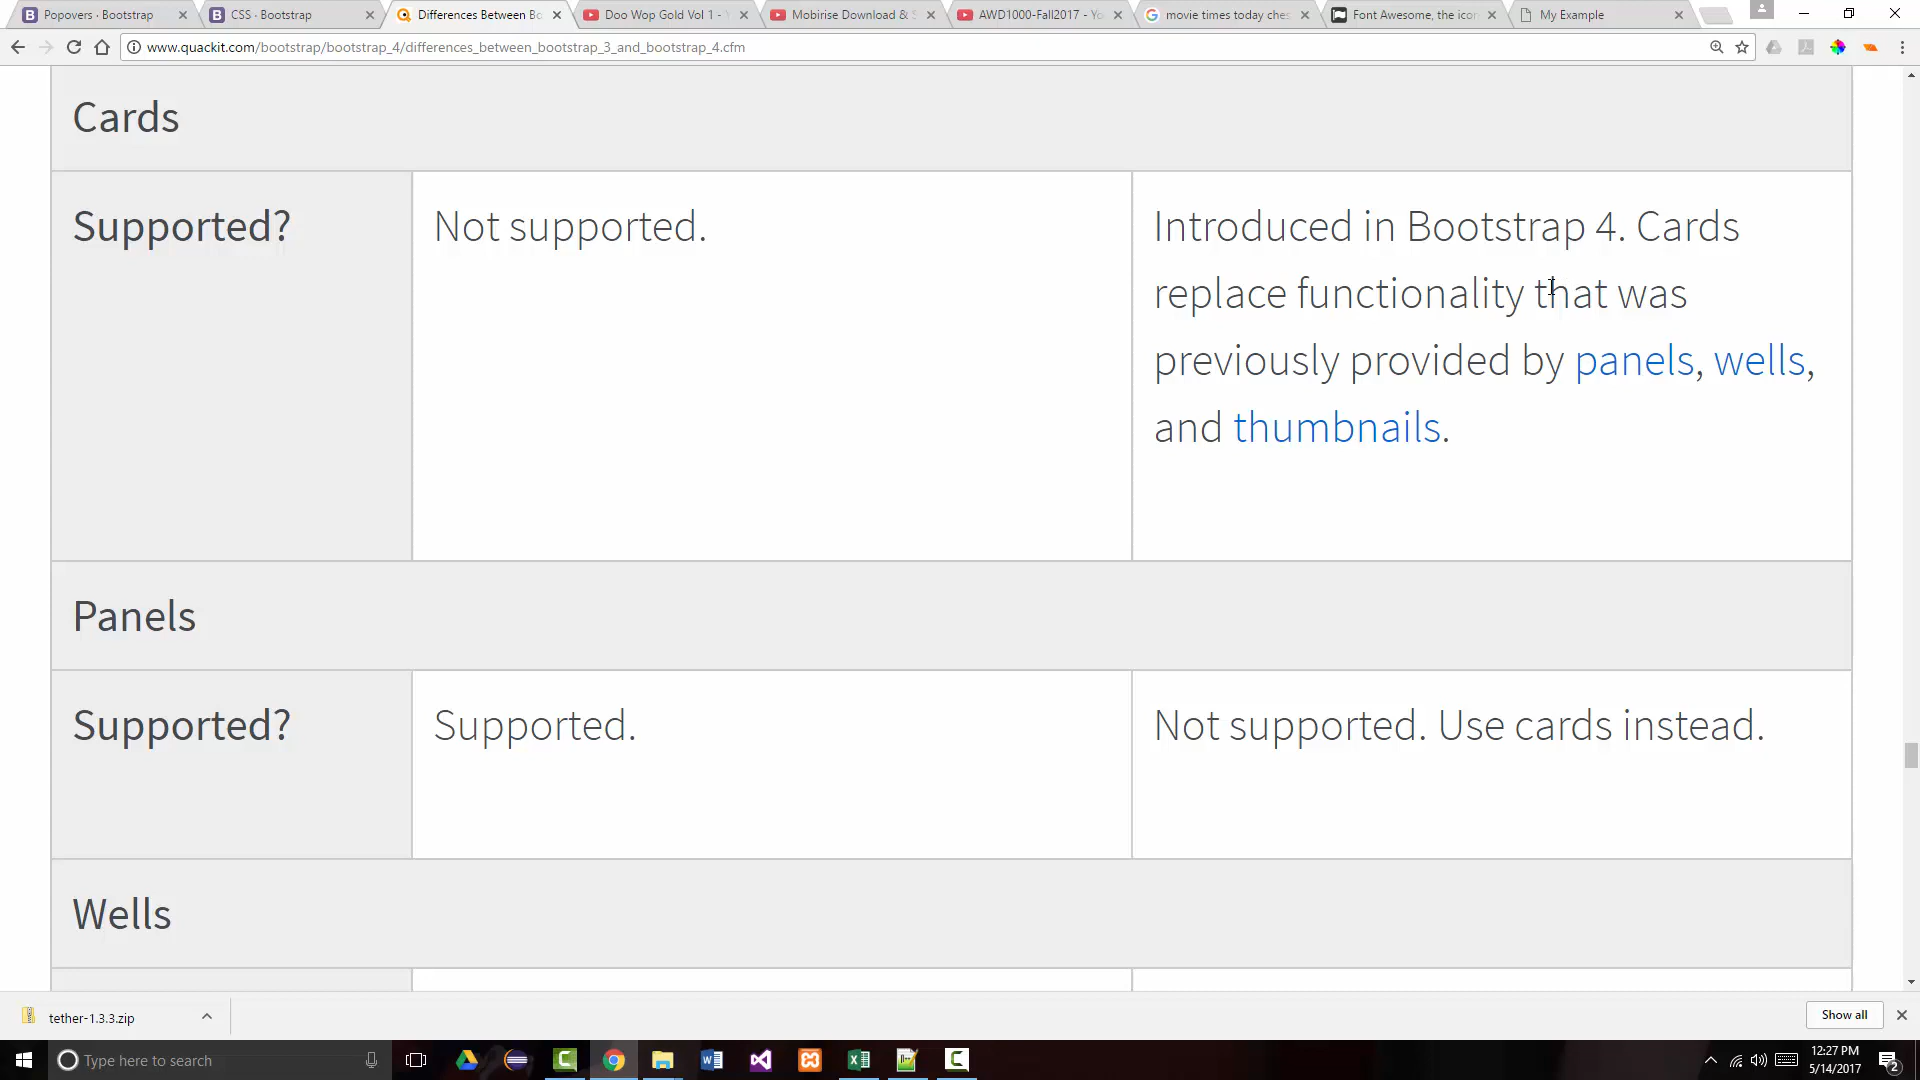 Popovers · Bootstrap
CSS · Bootstrap
Differences Between Bo
Doo Wop Gold Vol 1 -
Mobirise Download &
AWD1000-Fall2017 - Yo
movie times today ches
Font Awesome, the icon
My Example
www.quackit.com/bootstrap/bootstrap_4/differences_between_bootstrap_3_and_bootstrap_4.cfm
Cards
Supported?
Not supported.
Introduced in Bootstrap 4. Cards
replace functionality that was
previously provided by panels, wells,
and thumbnails.
Panels
Supported?
Supported.
Not supported. Use cards instead.
Wells
tether-1.3.3.zip
Show all
Type here to search
12:27 PM
5/14/2017
2